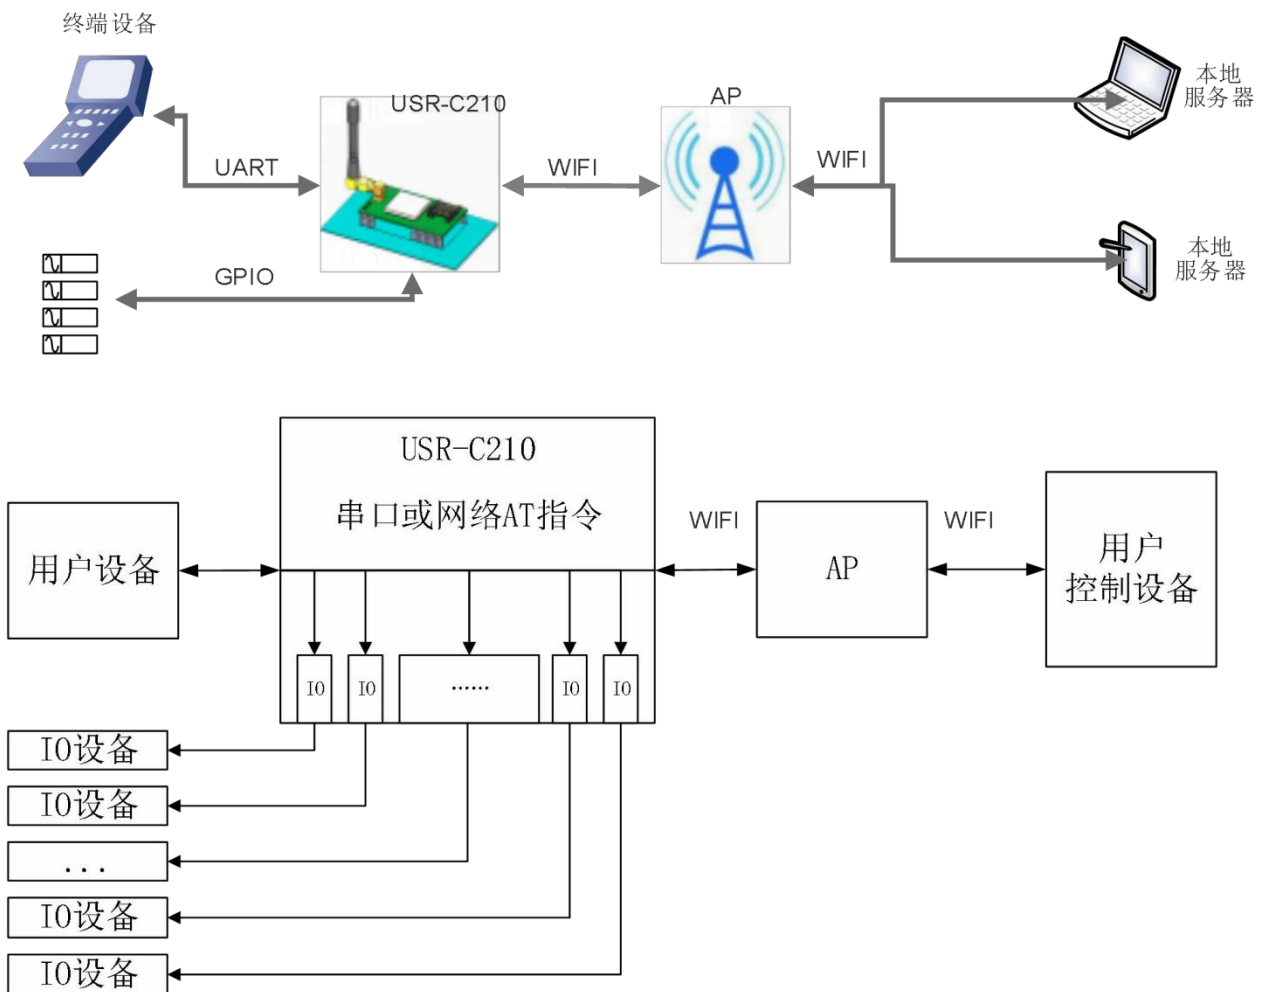 终端设备
USR-C210
AP
本地
服务器
UART
WIFI
WIFI
GPIO
本地
服务器
USR-C210
串口或网络AT指令
用户设备
WIFI
AP
WIFI
用户
控制设备
IO
IO
……
IO
IO
IO设备
IO设备
...
IO设备
IO设备